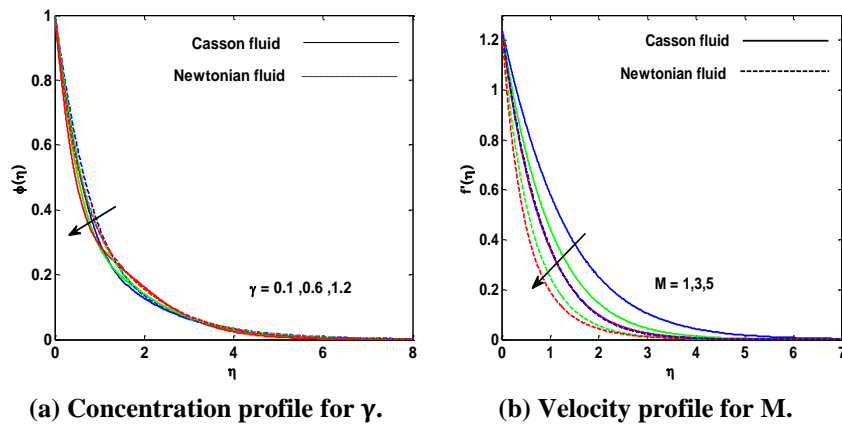 1
0.8
0.6
0.4
0.2
0
ϕ(η)
Casson fluid
Newtonian fluid
γ = 0.1 ,0.6 ,1.2
0 2 4 6 8
η
(a) Concentration profile for γ.
1.2
1
0.8
0.6
0.4
0.2
0
f'(η)
Casson fluid
Newtonian fluid
M = 1,3,5
0 1 2 3 4 5 6 7
η
(b) Velocity profile for M.